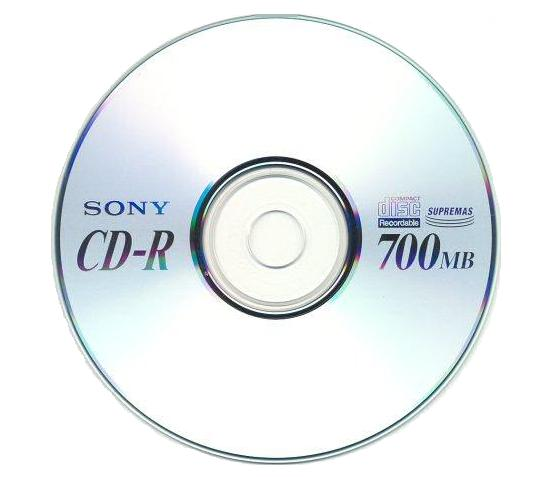 SONY
CD-R
COMPACT
disc
Recordable
SUPREMAS
700MB